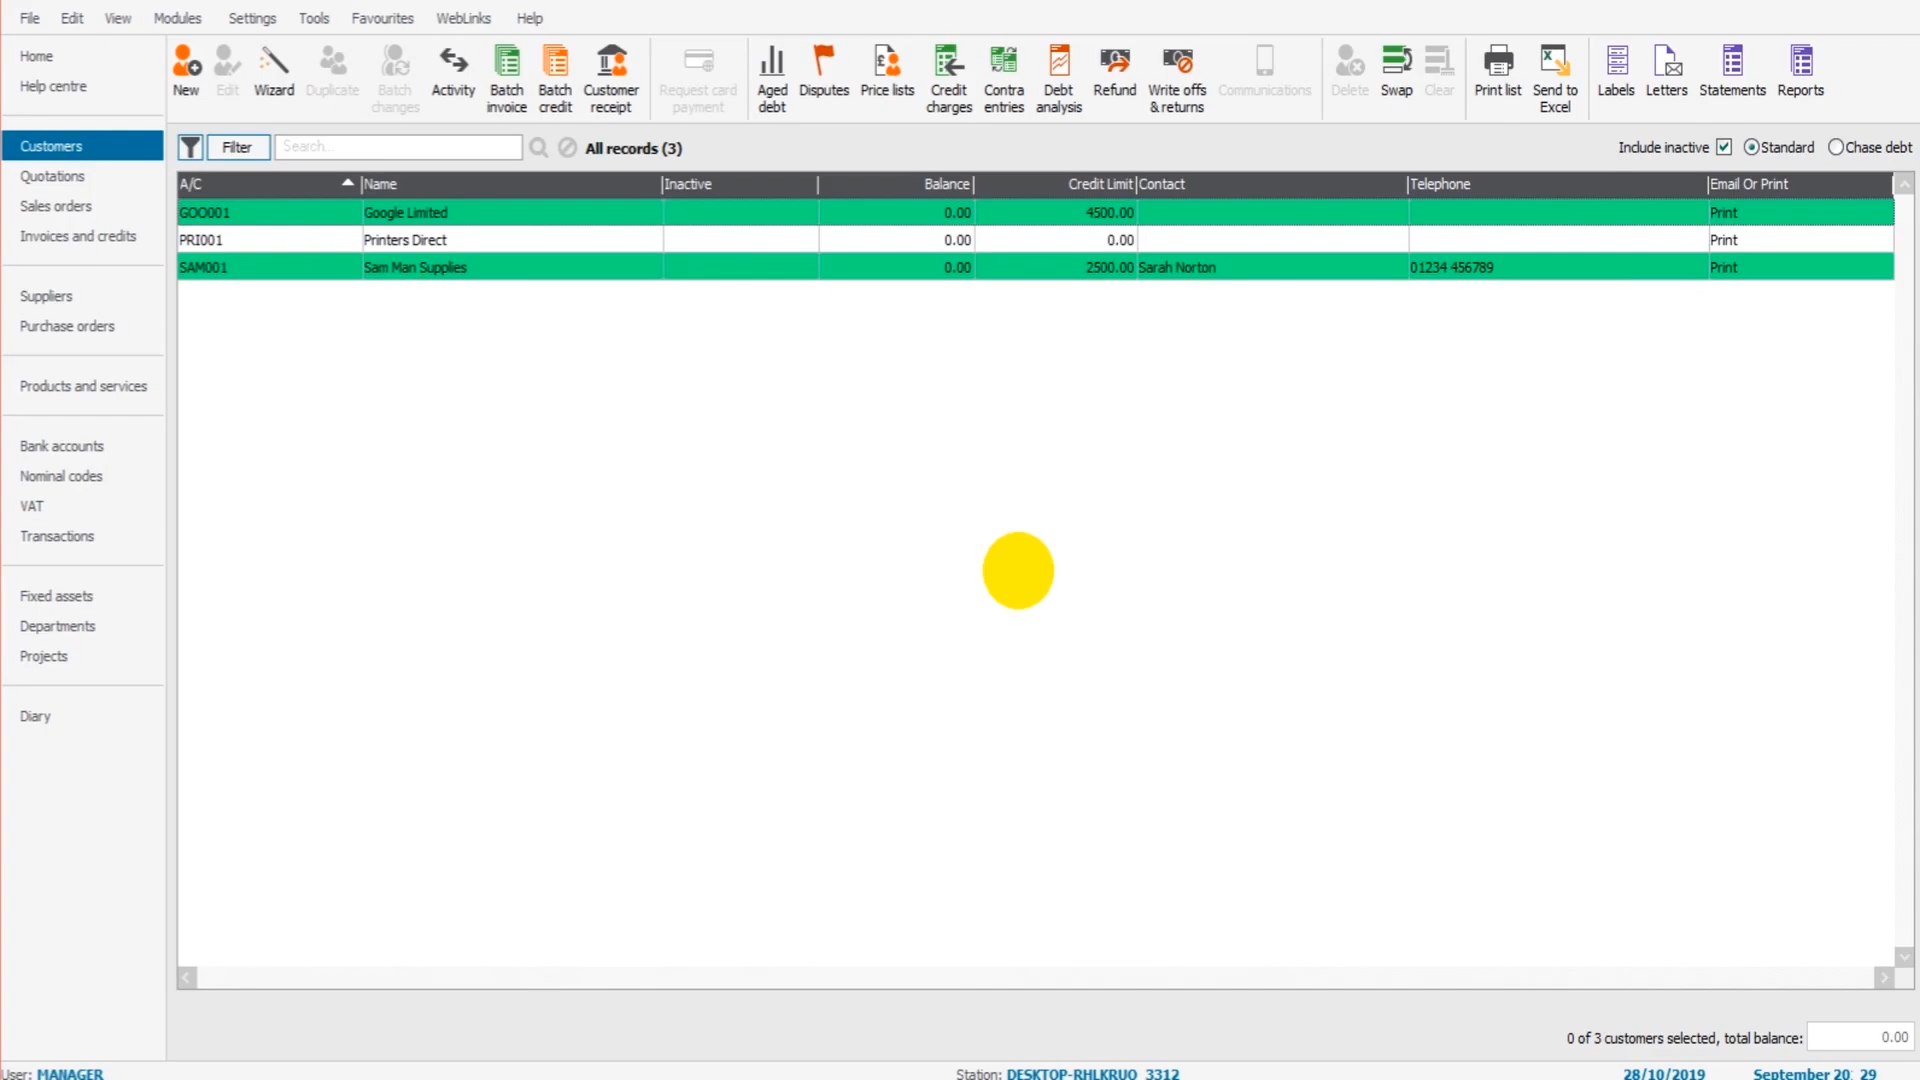 File Edit View Modules Settings Tools Favourites WebLinks Help
Home
Help centre
Customers
Quotations
Sales orders
Invoices and credits
Suppliers
Purchase orders
Products and services
Bank accounts
Nominal codes
VAT
Transactions
Fixed assets
Departments
Projects
Diary
New Edit Wizard Duplicate Batch changes Activity Batch invoice Batch credit Customer receipt Request card payment Aged debt Disputes Price lists Credit charges Contra entries Debt analysis Refund Write offs & returns Communications Delete Swap Clear Print list Send to Excel Labels Letters Statements Reports
Filter Search... All records (3) Include inactive Standard Chase debt
A/C Name Inactive Balance Credit Limit Contact Telephone Email Or Print
GOO001 Google Limited 0.00 4500.00 Print
PRI001 Printers Direct 0.00 0.00 Print
SAM001 Sam Man Supplies 0.00 2500.00 Sarah Norton 01234 456789 Print
0 of 3 customers selected, total balance: 0.00
User: MANAGER Station: DESKTOP-RHLKRUO_3312 28/10/2019 September 20 29